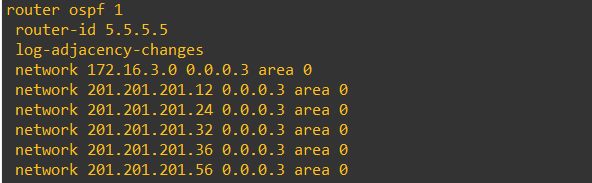 router ospf 1
router-id 5.5.5.5
log-adjacency-changes
network 172.16.3.0 0.0.0.3 area 0
network 201.201.201.12 0.0.0.3 area 0
network 201.201.201.24 0.0.0.3 area 0
network 201.201.201.32 0.0.0.3 area 0
network 201.201.201.36 0.0.0.3 area 0
network 201.201.201.56 0.0.0.3 area 0